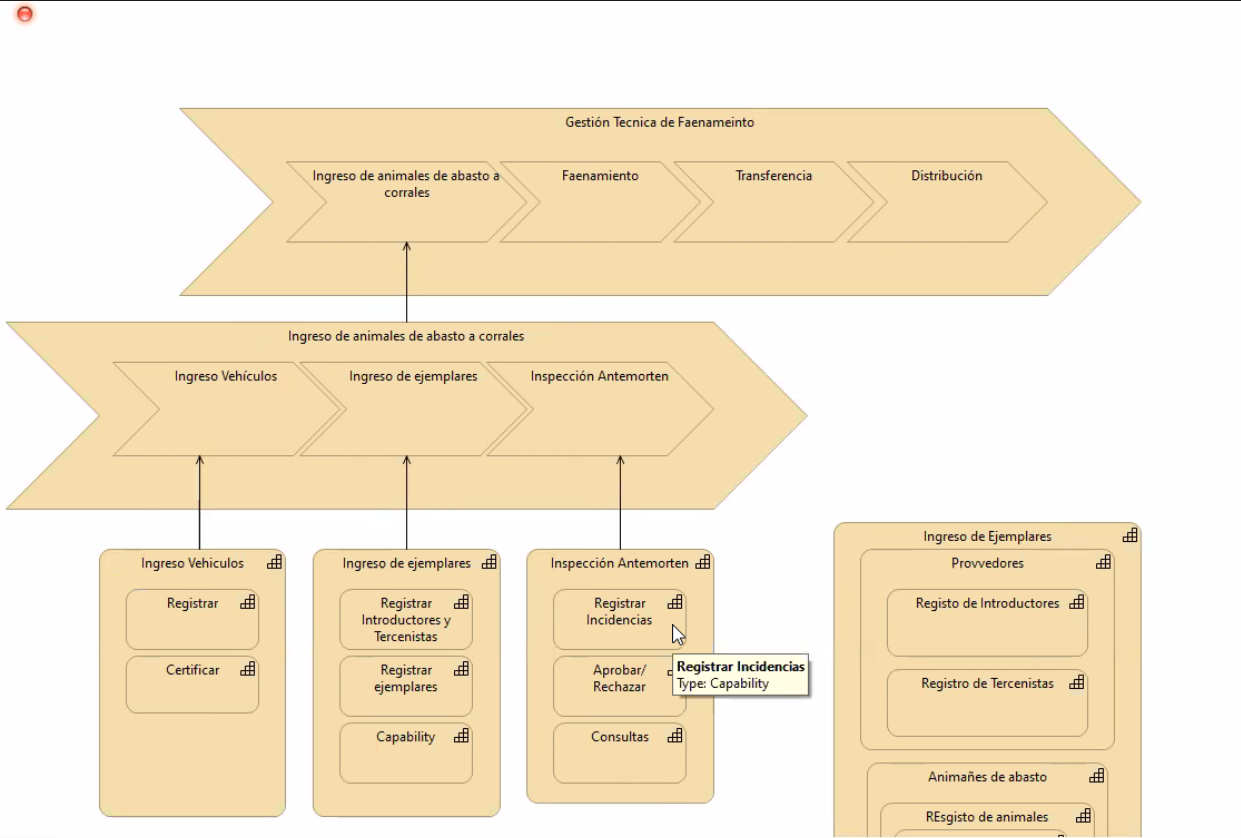 Gestión Tecnica de Faenameinto
Ingreso de animales de abasto a
corrales
Faenamiento
Transferencia
Distribución
Ingreso de animales de abasto a corrales
Ingreso Vehículos
Ingreso de ejemplares
Inspección Antemorten
Ingreso Vehiculos
Registrar
Certificar
Ingreso de ejemplares
Registrar
Introductores y
Tercenistas
Registrar
ejemplares
Capability
Inspección Antemorten
Registrar
Incidencias
Aprobar/
Rechazar
Consultas
Registrar Incidencias
Type: Capability
Ingreso de Ejemplares
Provvedores
Registo de Introductores
Registro de Tercenistas
Animañes de abasto
REsgisto de animales